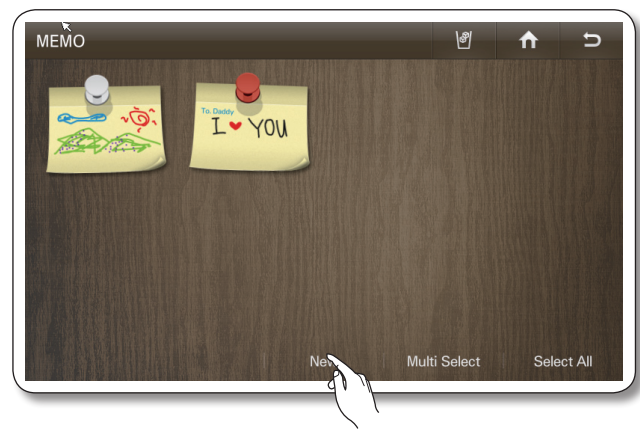 MEMO
To. Daddy
I ♥ YOU
Multi Select
Select All